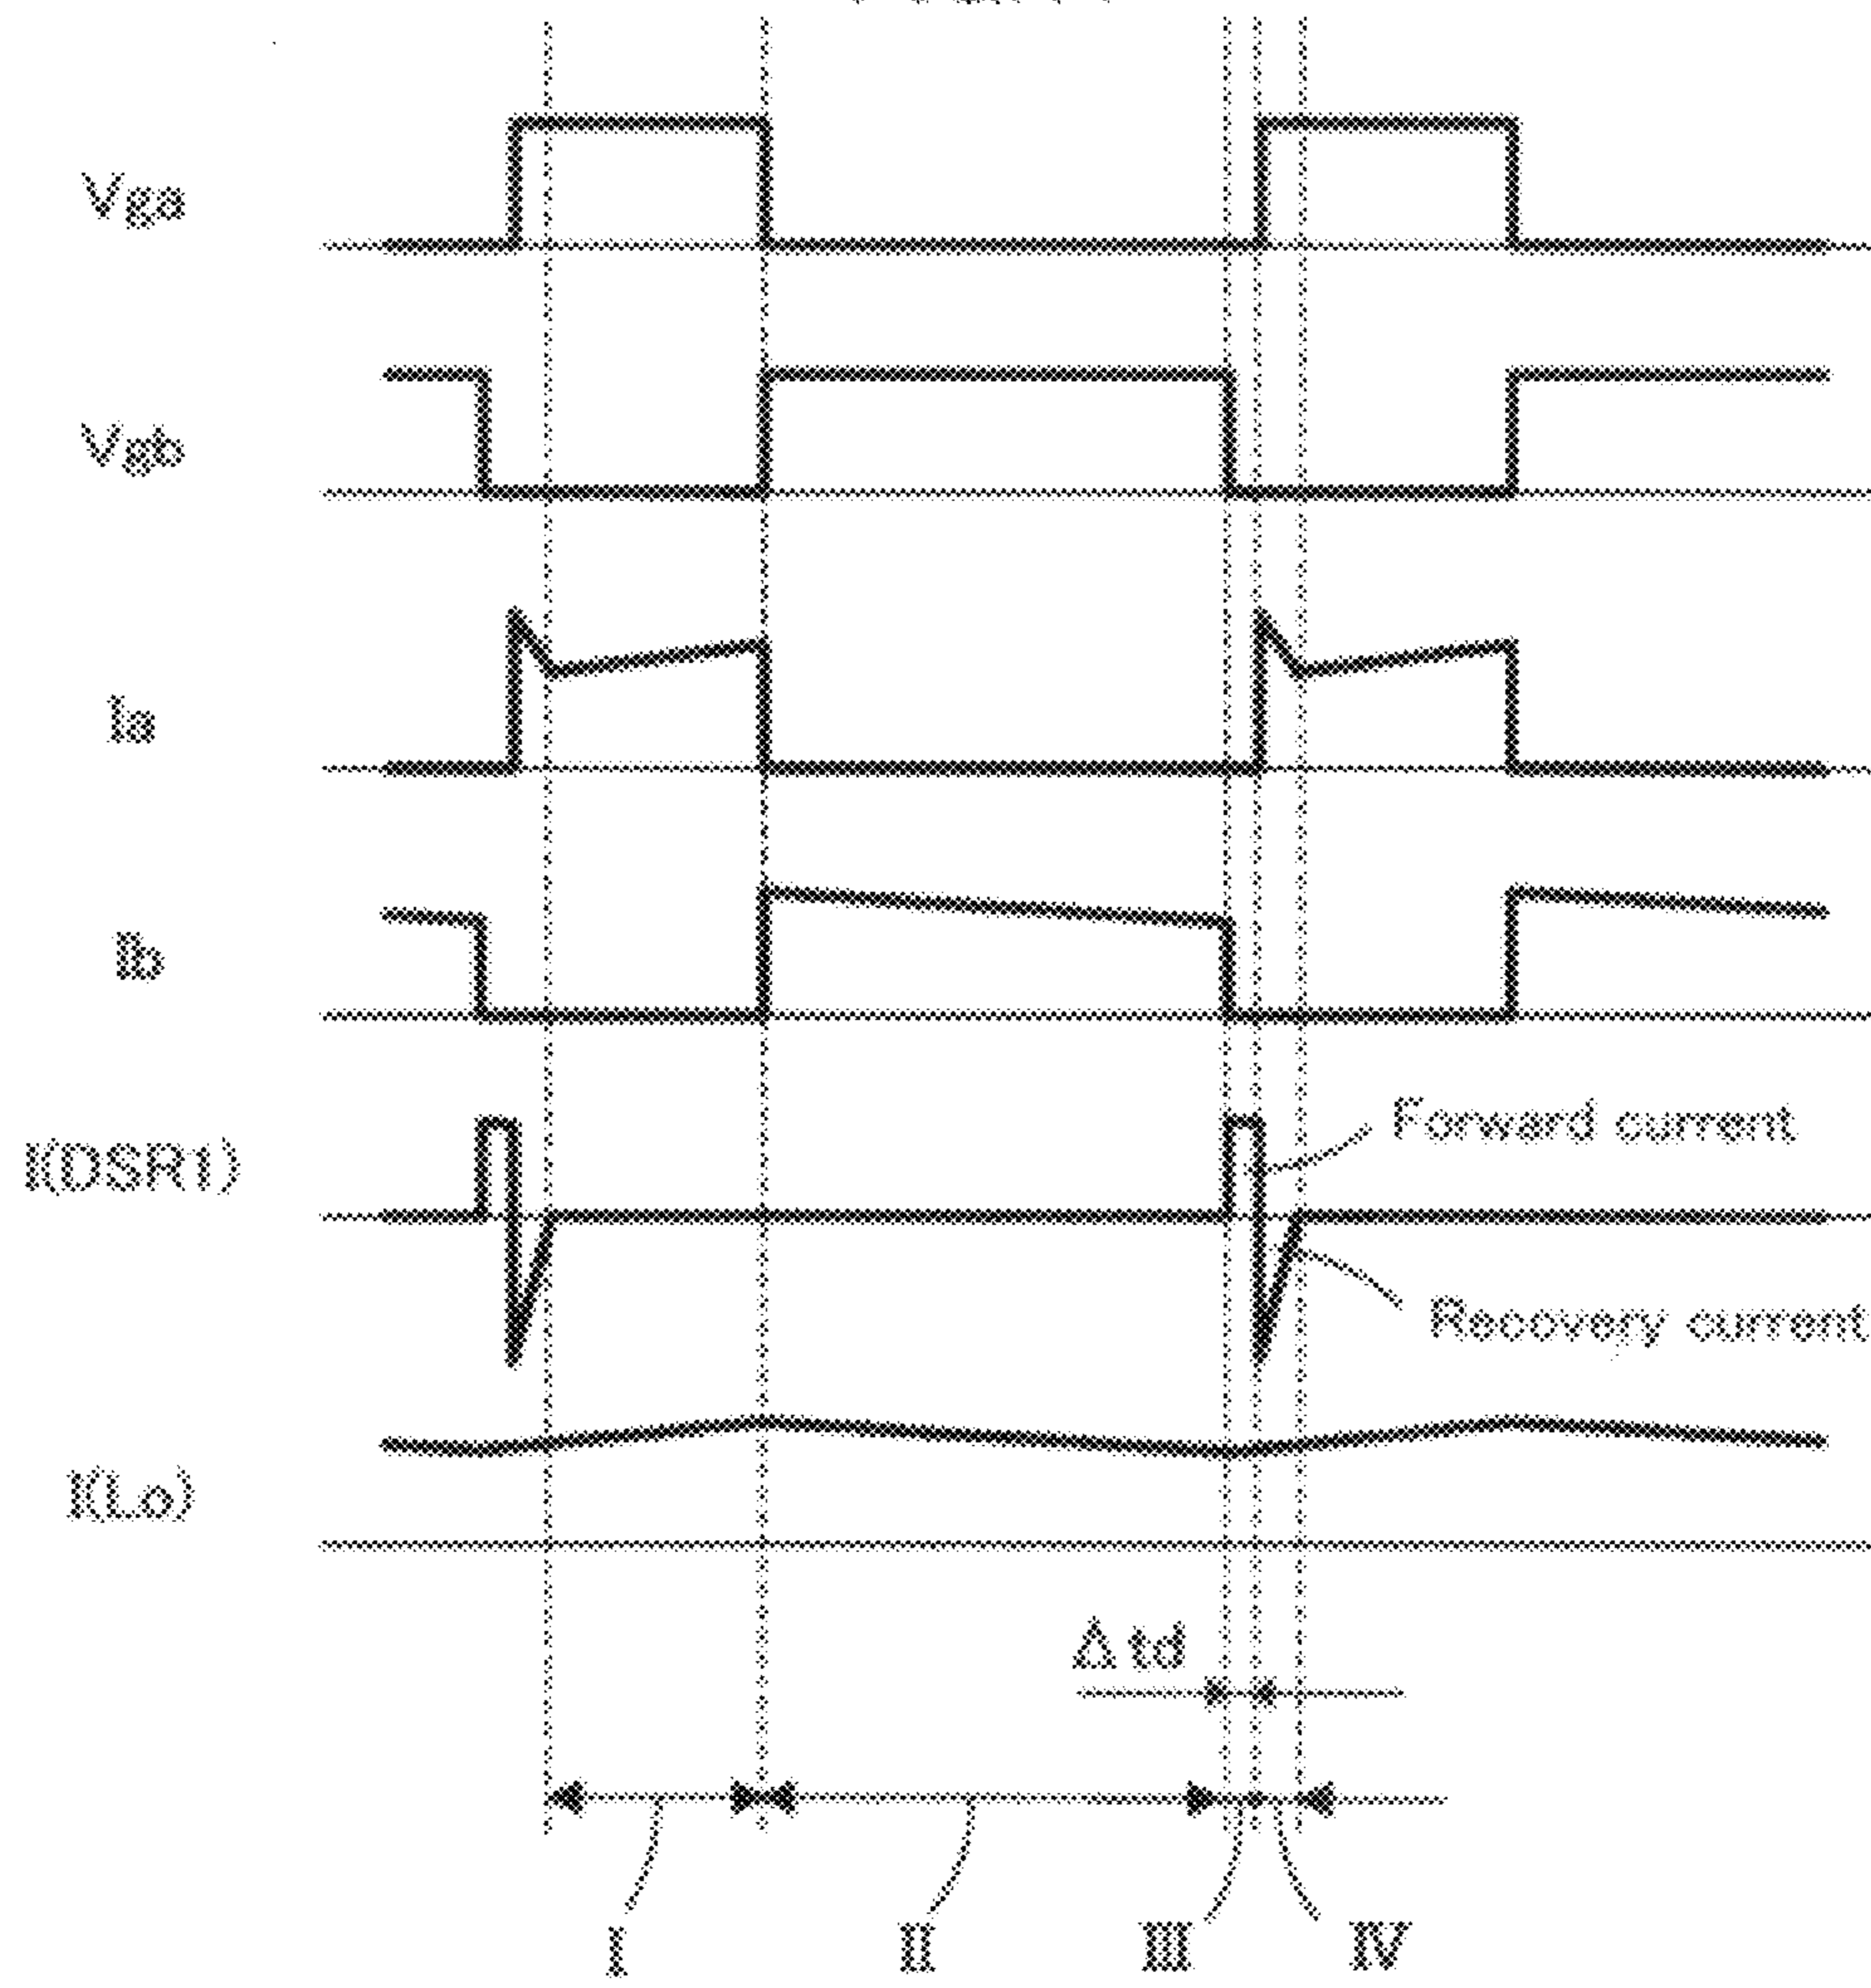 Vga
Vgb
Ia
Ib
I(DSR1)
Forward current
Recovery current
I(Lo)
Δtd
I
II
III
IV